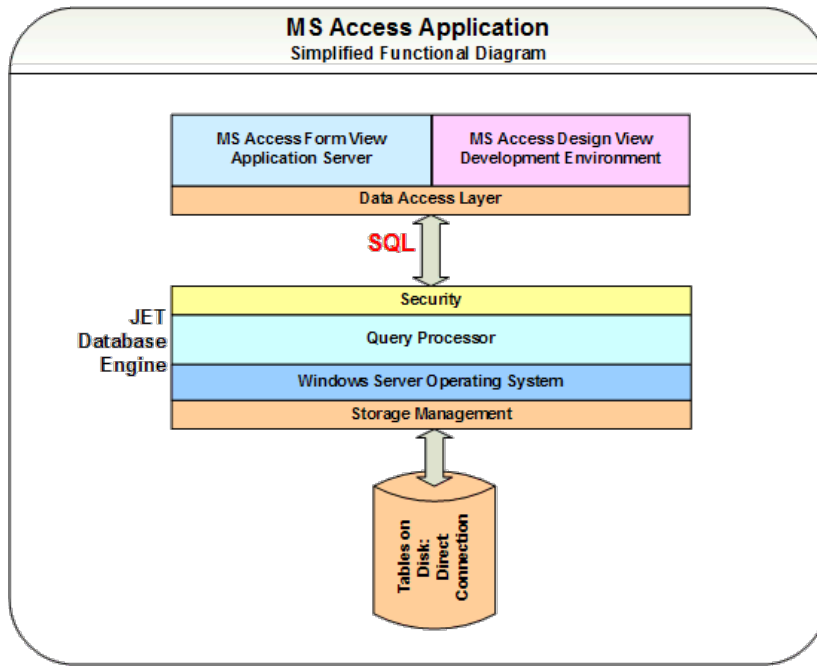 MS Access Application
Simplified Functional Diagram
MS Access Form View
Application Server
MS Access Design View
Development Environment
Data Access Layer
SQL
JET
Database
Engine
Security
Query Processor
Windows Server Operating System
Storage Management
Tables on
Disk:
Direct
Connection